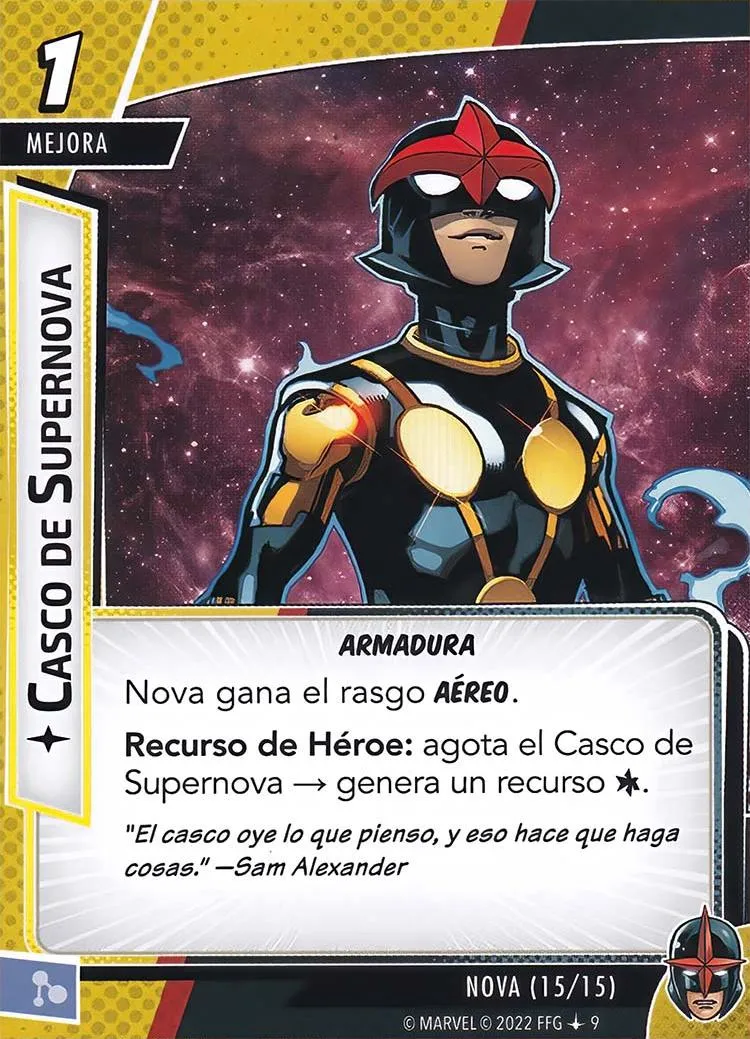 1
MEJORA
CASCO DE SUPERNOVA
ARMADURA
Nova gana el rasgo AÉREO.
Recurso de Héroe: agota el Casco de
Supernova → genera un recurso.
"El casco oye lo que pienso, y eso hace que haga
cosas." —Sam Alexander
NOVA (15/15)
© MARVEL © 2022 FFG 9